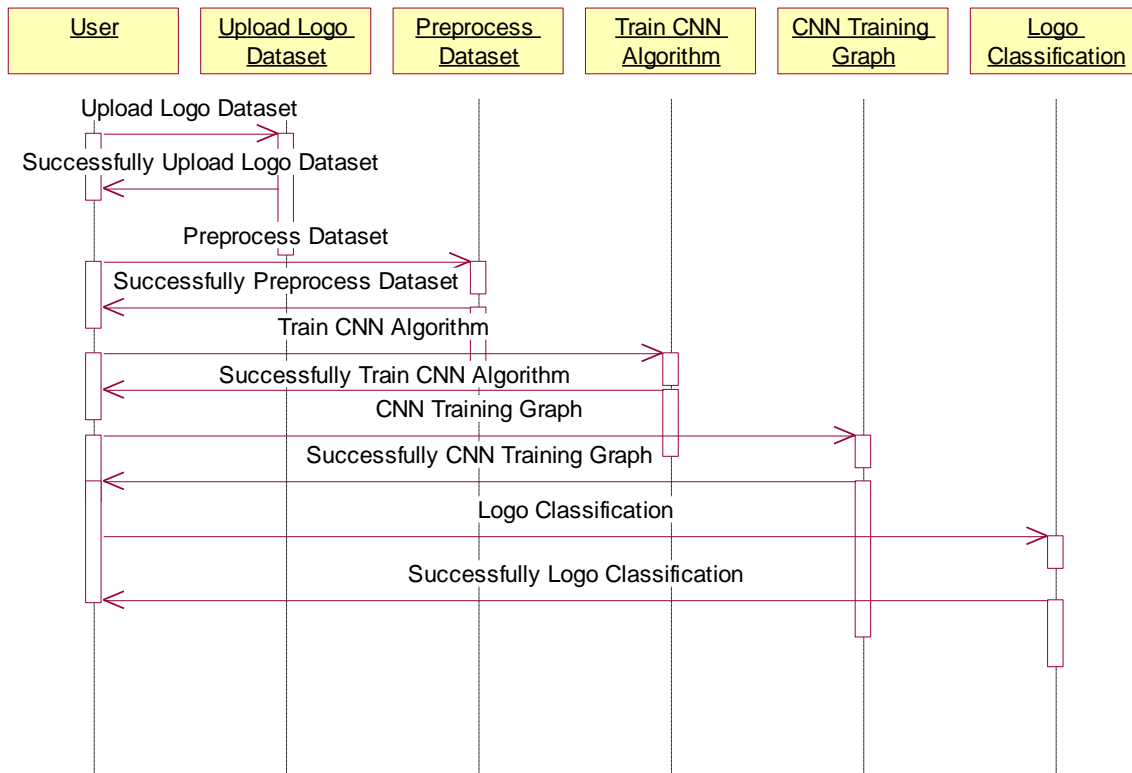 User
Upload Logo
Dataset
Preprocess
Dataset
Train CNN
Algorithm
CNN Training
Graph
Logo
Classification
Upload Logo Dataset
Successfully Upload Logo Dataset
Preprocess Dataset
Successfully Preprocess Dataset
Train CNN Algorithm
Successfully Train CNN Algorithm
CNN Training Graph
Successfully CNN Training Graph
Logo Classification
Successfully Logo Classification